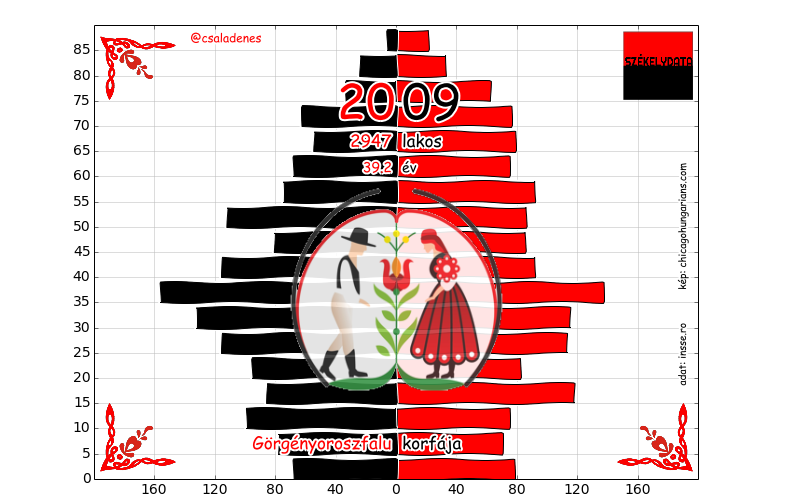 @csaladenes
SZÉKELYDATA
2009
2947 lakos
39.2 év
kép: chicagohungarians.com
adat: insse.ro
Görgényoroszfalu korfája
85
80
75
70
65
60
55
50
45
40
35
30
25
20
15
10
5
0
160 120 80 40 0 40 80 120 160